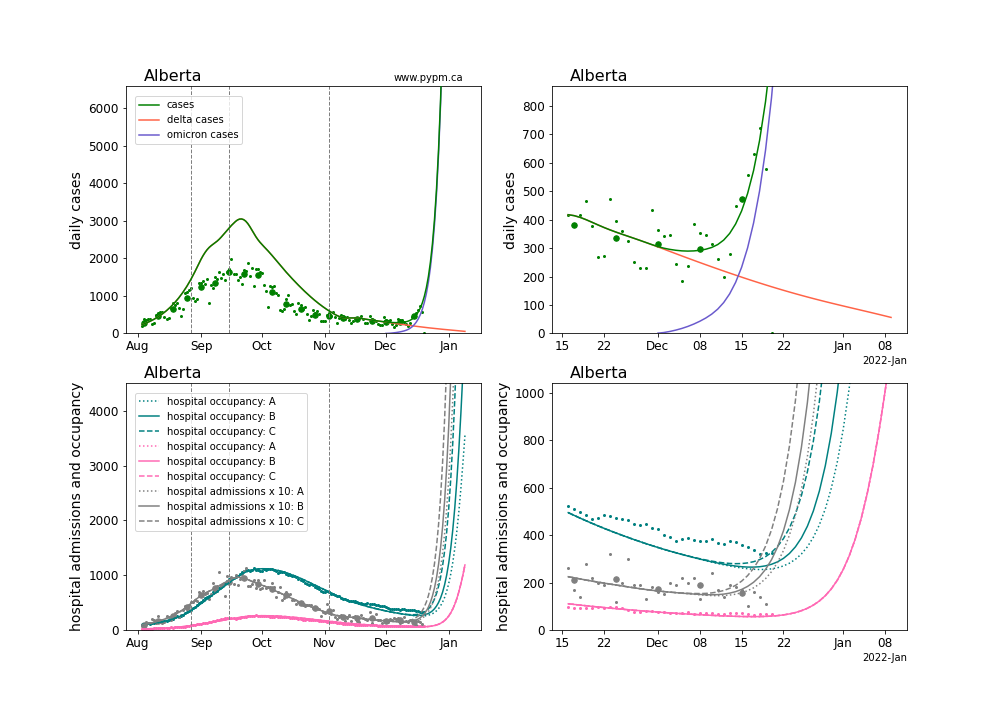 Alberta
www.pypm.ca
daily cases
6000
5000
4000
3000
2000
1000
0
cases
delta cases
omicron cases
Aug
Sep
Oct
Nov
Dec
Jan
Alberta
daily cases
800
700
600
500
400
300
200
100
0
15
22
Dec
08
15
22
Jan
08
2022-Jan
Alberta
hospital admissions and occupancy
4000
3000
2000
1000
0
hospital occupancy: A
hospital occupancy: B
hospital occupancy: C
hospital occupancy: A
hospital occupancy: B
hospital occupancy: C
hospital admissions x 10: A
hospital admissions x 10: B
hospital admissions x 10: C
Aug
Sep
Oct
Nov
Dec
Jan
Alberta
hospital admissions and occupancy
1000
800
600
400
200
0
15
22
Dec
08
15
22
Jan
08
2022-Jan